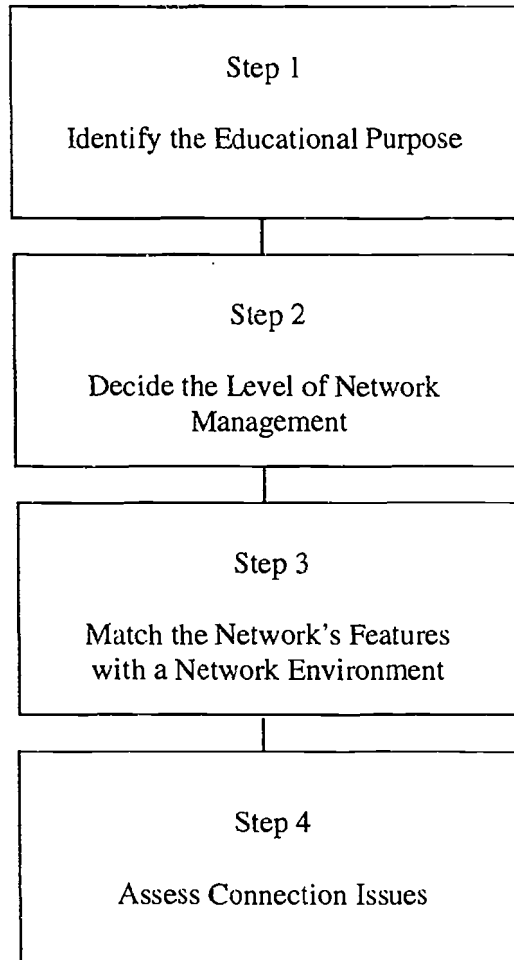 Step 1
Identify the Educational Purpose
Step 2
Decide the Level of Network
Management
Step 3
Match the Network's Features
with a Network Environment
Step 4
Assess Connection Issues